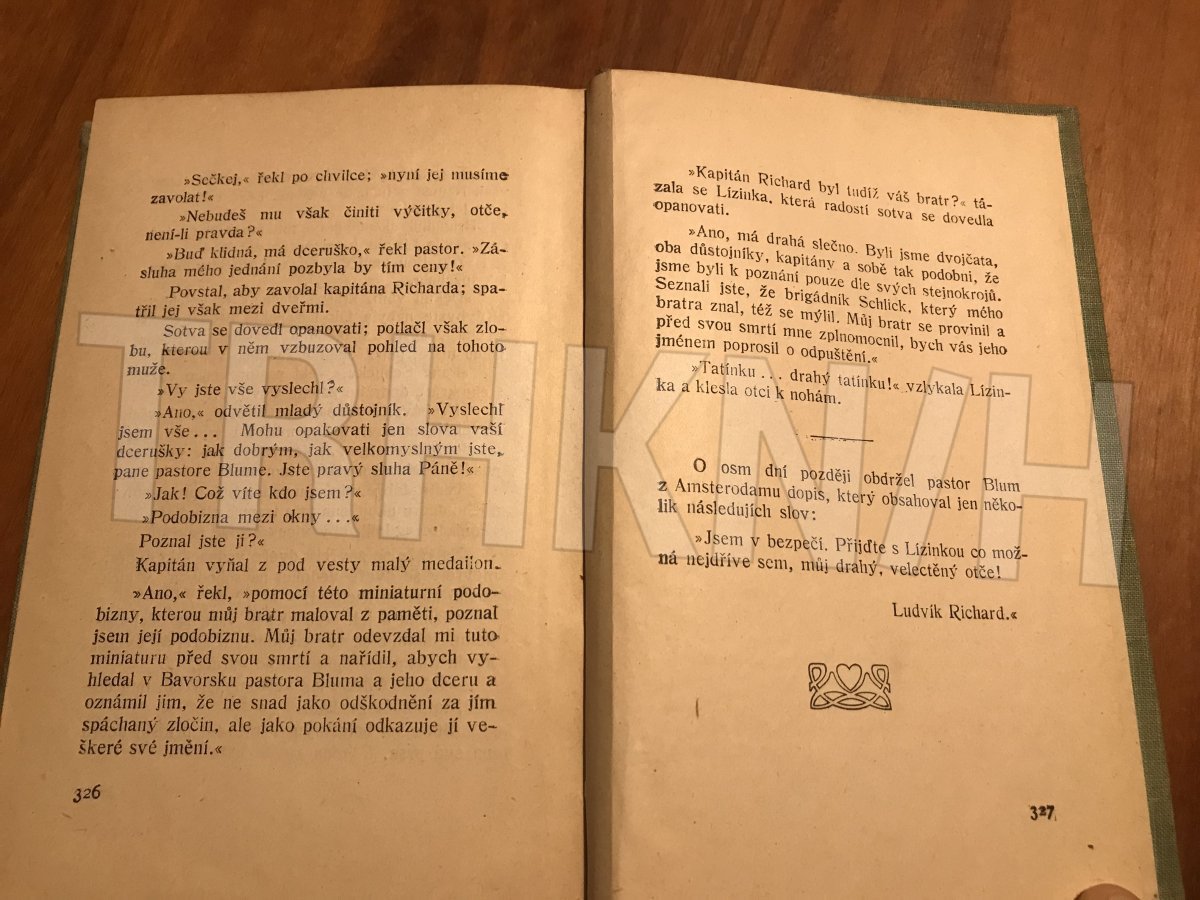 »Sečkej,« řekl po chvilce; »nyní jej musíme
zavolat!«
»Nebudeš mu však činiti výčitky, otče,
není-li pravda?«
»Buď klidná, má dceruško,« řekl pastor. »Zá-
sluha mého jednání pozbyla by tím ceny!«
Povstal, aby zavolal kapitána Richarda; spa-
třil jej však mezi dveřmi.
Sotva se dovedl opanovati; potlačl však zlo-
bu, kterou v něm vzbuzoval pohled na tohoto
muže.
»Vy jste vše vyslechl?«
»Ano,« odvětil mladý důstojník. »Vyslechl
jsem vše... Mohu opakovati jen slova vaší
dcerušky: jak dobrým, jak velkomyslným jste,
pane pastore Blume. Jste pravý sluha Páně!«
»Jak! Což víte kdo jsem?«
»Podobizna mezi okny...«
Poznal jste ji?«
Kapitán vyňal z pod vesty malý medailon.
»Ano,« řekl, »pomocí této miniaturní podo-
bizny, kterou můj bratr maloval z paměti, poznal
jsem její podobiznu. Můj bratr odevzdal mi tuto
miniaturu před svou smrtí a nařídil, abych vy-
hledal v Bavorsku pastora Bluma a jeho dceru a
oznámil jim, že ne snad jako odškodnění za jím
spáchaný zločin, ale jako pokání odkazuje jí ve-
škeré své jmění.«
326
»Kapitán Richard byl tudíž váš bratr?« tá-
zala se Lízinka, která radostí sotva se dovedla
opanovati.
»Ano, má drahá slečno. Byli jsme dvojčata,
oba důstojníky, kapitány a sobě tak podobni, že
jsme byli k poznání pouze dle svých stejnokrojů.
Seznali jste, že brigádník Schlick, který mého
bratra znal, též se mýlil. Můj bratr se provinil a
před svou smrtí mne zplnomocnil, bych vás jeho
jménem poprosil o odpuštění.«
»Tatínku... drahý tatínku!« vzlykala Lízin-
ka a klesla otci k nohám.
O osm dní později obdržel pastor Blum
z Amsterodamu dopis, který obsahoval jen něko-
lik následujích slov:
»Jsem v bezpečí. Přijďte s Lízinkou co mož-
ná nejdříve sem, můj drahý, velectěný otče!
Ludvík Richard.«
327
TRHKNIH